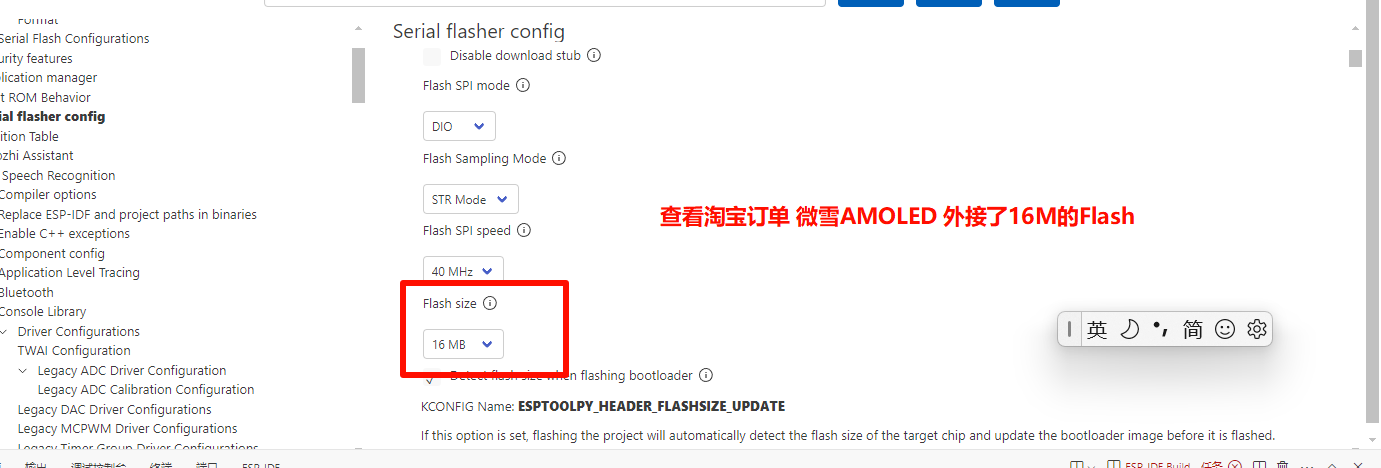 Format
Serial Flash Configurations
urity features
plication manager
t ROM Behavior
ial flasher config
ition Table
ozhi Assistant
Speech Recognition
Compiler options
Replace ESP-IDF and project paths in binaries
Enable C++ exceptions
Component config
Application Level Tracing
Bluetooth
Console Library
Driver Configurations
TWAI Configuration
Legacy ADC Driver Configuration
Legacy ADC Calibration Configuration
Legacy DAC Driver Configurations
Legacy MCPWM Driver Configurations
Legacy Timer Group Driver Configurations
Serial flasher config
Disable download stub
Flash SPI mode
DIO
Flash Sampling Mode
STR Mode
Flash SPI speed
40 MHz
Flash size
16 MB
Detect flash size when flashing bootloader
KCONFIG Name: ESPTOOLPY_HEADER_FLASHSIZE_UPDATE
If this option is set, flashing the project will automatically detect the flash size of the target chip and update the bootloader image before it is flashed.
查看淘宝订单 微雪AMOLED 外接了16M的Flash
英 简
输出 调试控制台 终端 端口 ESP-IDF
ESP-IDF Build 任务